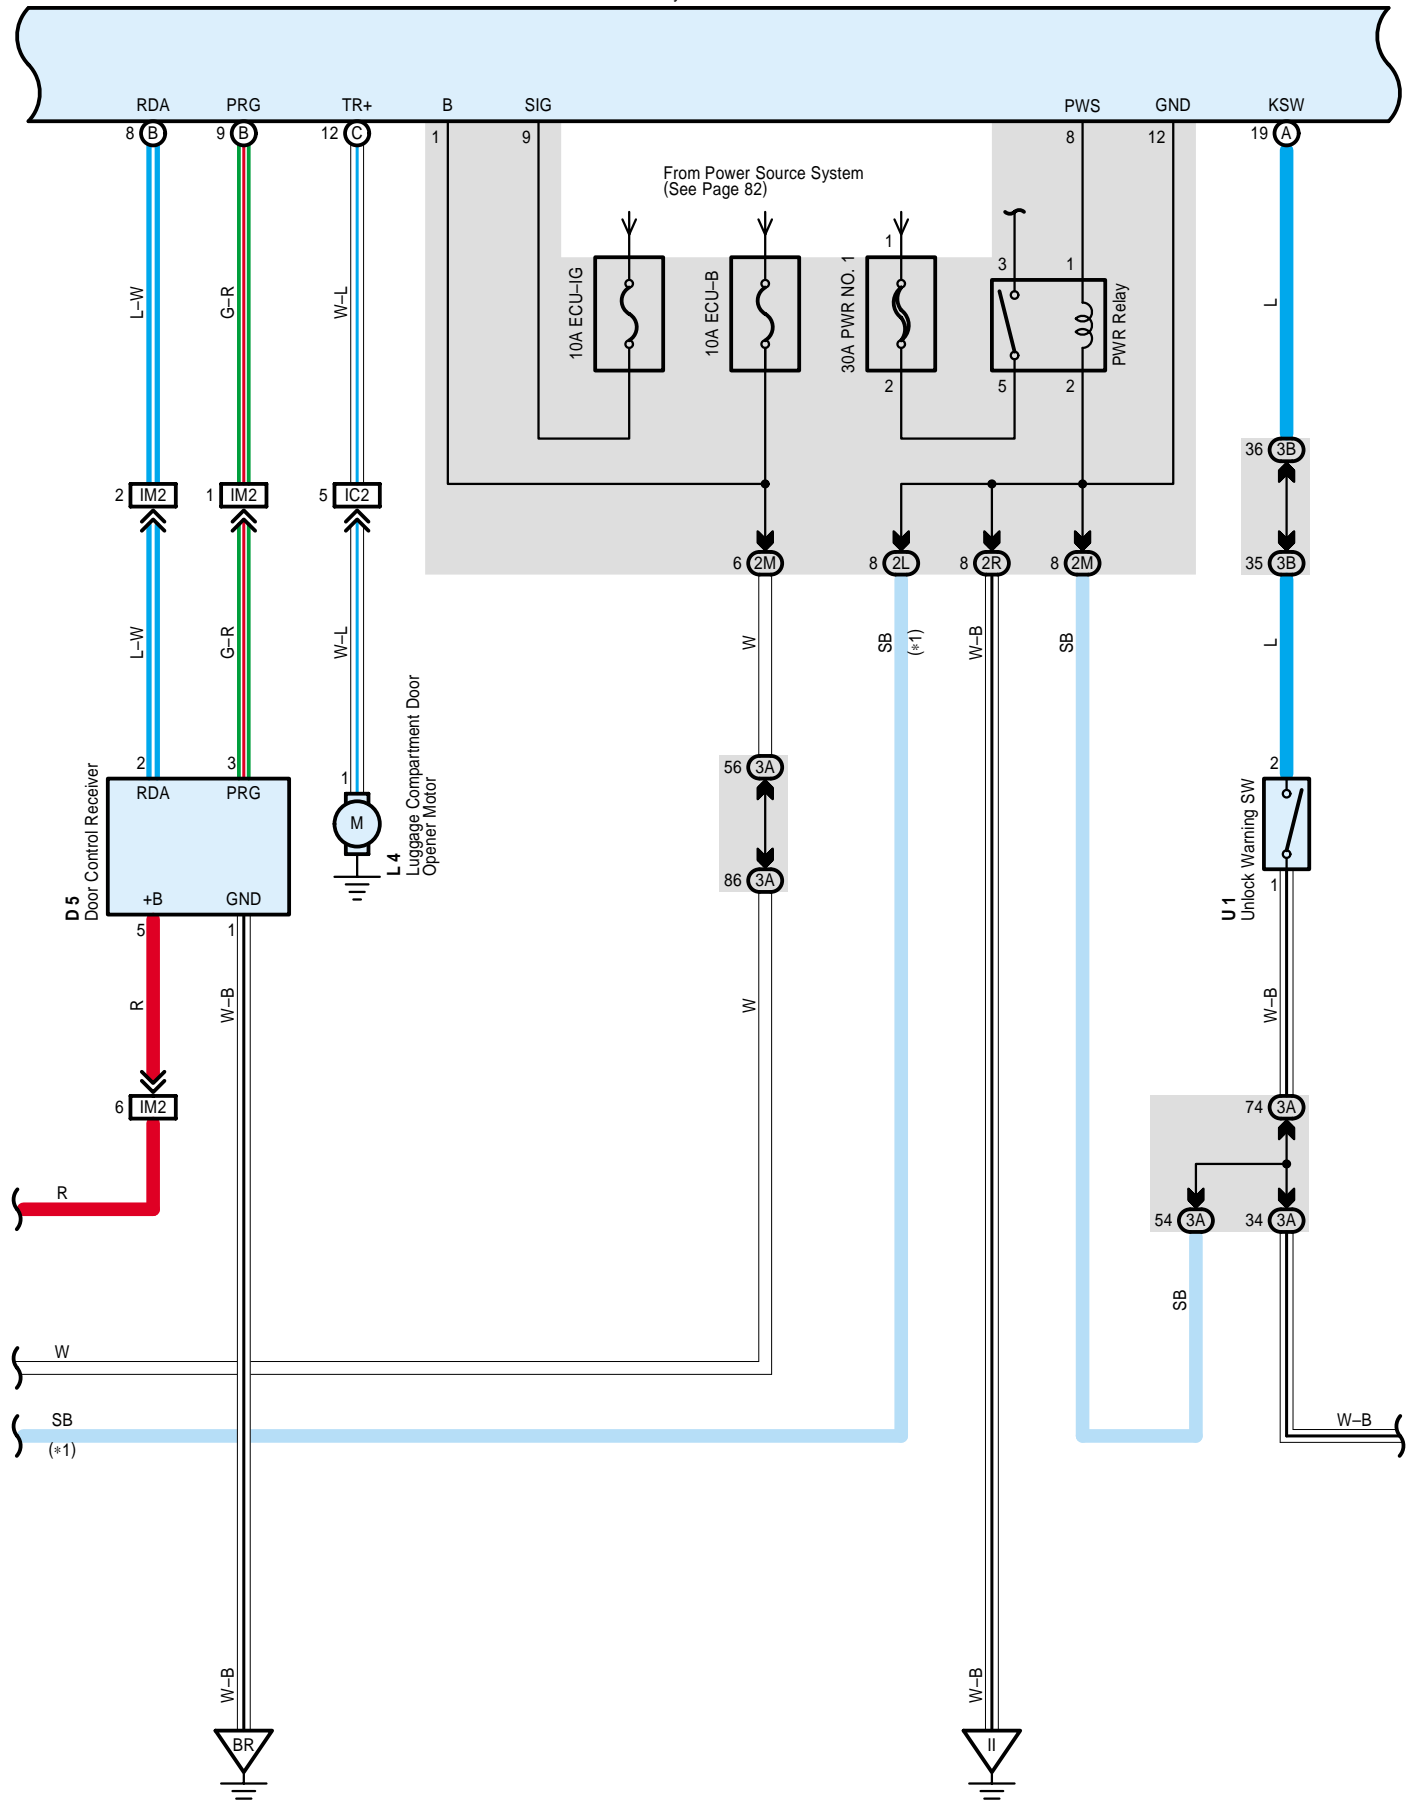 RDA PRG TR+ B SIG PWS GND KSW
8 B 9 B 12 C 1 9 8 12 19 A
From Power Source System
(See Page 82)
1
3 1
10A ECU–IG
10A ECU–B
30A PWR NO. 1
PWR Relay
L–W G–R W–L L
2 5 2
36 3B
2 IM2 1 IM2 5 IC2
6 2M 8 2L 8 2R 8 2M 35 3B
L–W G–R W–L W SB (*1) W–B SB L
56 3A
2 3 1 2
RDA PRG
M
+B GND
D 5
Door Control Receiver
L 4
Luggage Compartment Door
Opener Motor
86 3A
1
U 1
Unlock Warning SW
5 1
R W–B W W–B
6 IM2
74 3A
R
54 3A 34 3A
SB
W
SB
(*1)
W–B
W–B W–B
BR II